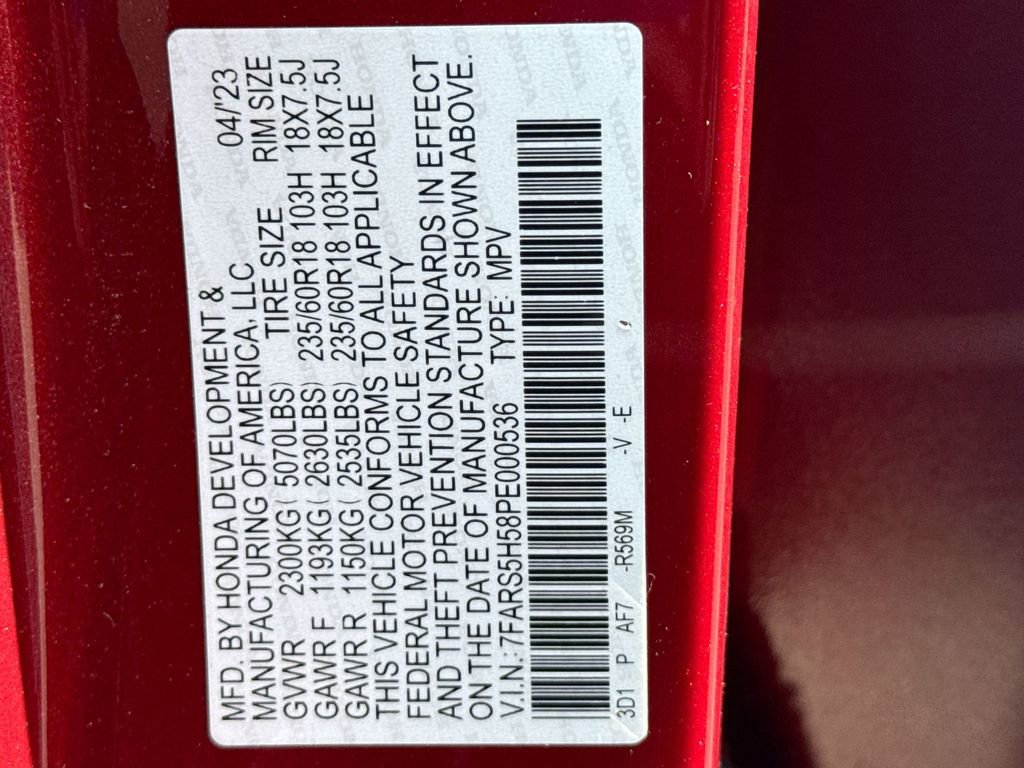 MFD. BY HONDA DEVELOPMENT &
MANUFACTURING OF AMERICA, LLC 04/'23
GVWR 2300KG ( 5070LBS) TIRE SIZE RIM SIZE
GAWR F 1193KG ( 2630LBS) 235/60R18 103H 18X7.5J
GAWR R 1150KG ( 2535LBS) 235/60R18 103H 18X7.5J
THIS VEHICLE CONFORMS TO ALL APPLICABLE
FEDERAL MOTOR VEHICLE SAFETY
AND THEFT PREVENTION STANDARDS IN EFFECT
ON THE DATE OF MANUFACTURE SHOWN ABOVE.
V.I.N.: 7FARS5H58PE000536 TYPE: MPV
3D1 P AF7 -R569M -V -E